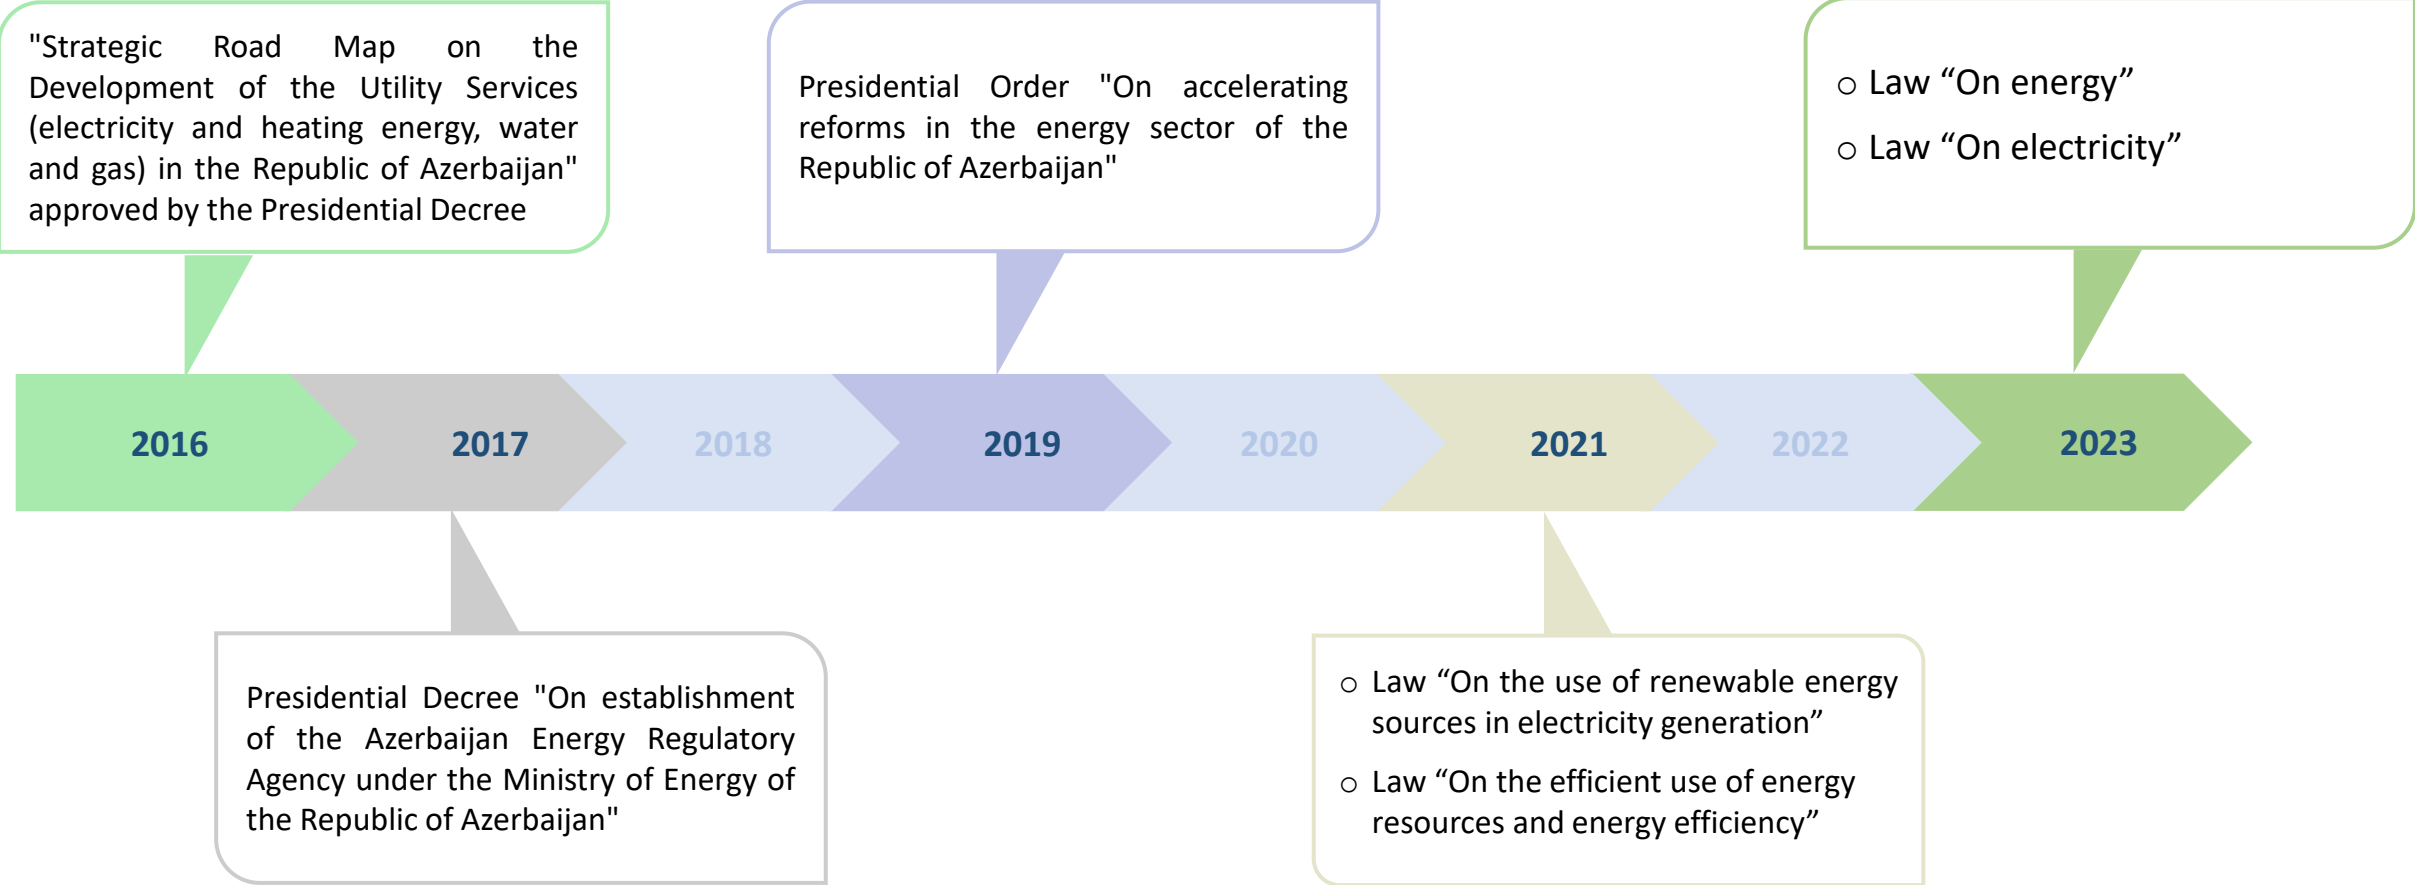 "Strategic Road Map on the
Development of the Utility Services
(electricity and heating energy, water
and gas) in the Republic of Azerbaijan"
approved by the Presidential Decree
Presidential Order "On accelerating
reforms in the energy sector of the
Republic of Azerbaijan"
o Law “On energy”
o Law “On electricity”
2016
2017
2018
2019
2020
2021
2022
2023
Presidential Decree "On establishment
of the Azerbaijan Energy Regulatory
Agency under the Ministry of Energy of
the Republic of Azerbaijan"
o Law “On the use of renewable energy
sources in electricity generation”
o Law “On the efficient use of energy
resources and energy efficiency”